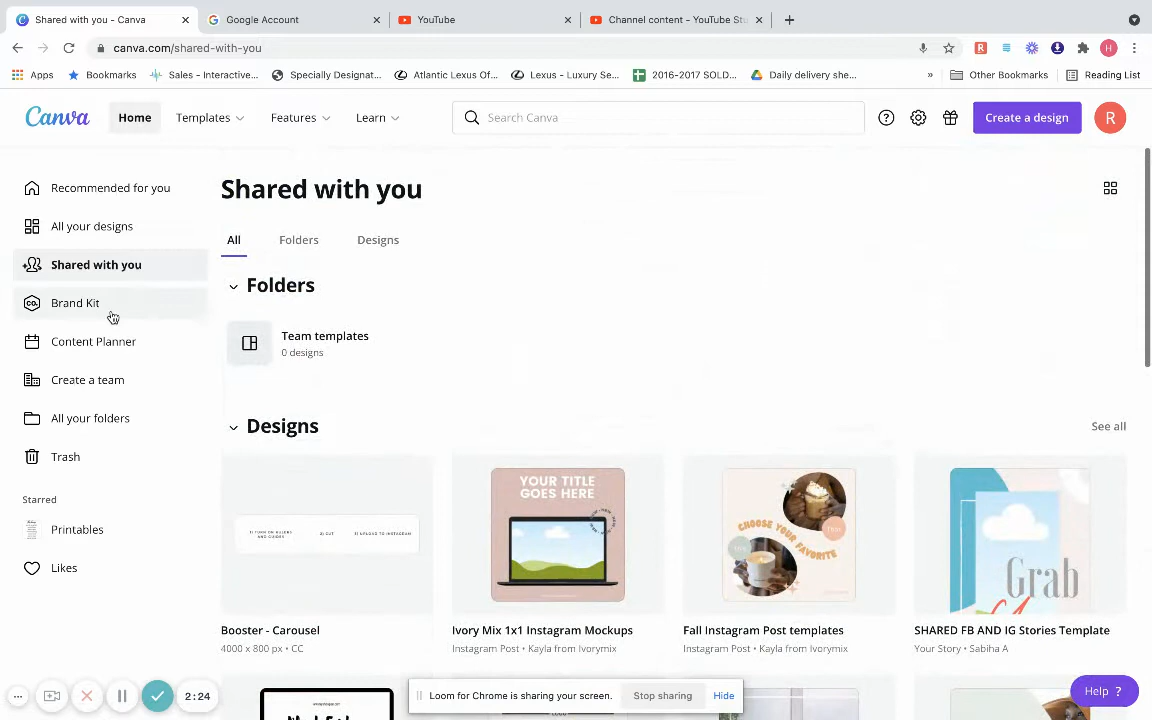 Shared with you - Canva
Google Account
YouTube
Channel content - YouTube Stu
canva.com/shared-with-you
Apps
Bookmarks
Sales - Interactive...
Specially Designat...
Atlantic Lexus Of...
Lexus - Luxury Se...
2016-2017 SOLD...
Daily delivery she...
»
Other Bookmarks
Reading List
Canva
Home
Templates
Features
Learn
Search Canva
Create a design
R
Recommended for you
All your designs
Shared with you
Brand Kit
Content Planner
Create a team
All your folders
Trash
Starred
Printables
Likes
Shared with you
All
Folders
Designs
Folders
Team templates
0 designs
Designs
See all
YOUR TITLE
GOES HERE
CHOOSE YOUR
FAVORITE
Grab
Booster - Carousel
4000 x 800 px • CC
Ivory Mix 1x1 Instagram Mockups
Instagram Post • Kayla from Ivorymix
Fall Instagram Post templates
Instagram Post • Kayla from Ivorymix
SHARED FB AND IG Stories Template
Your Story • Sabiha A
2:24
Loom for Chrome is sharing your screen.
Stop sharing
Hide
Help ?